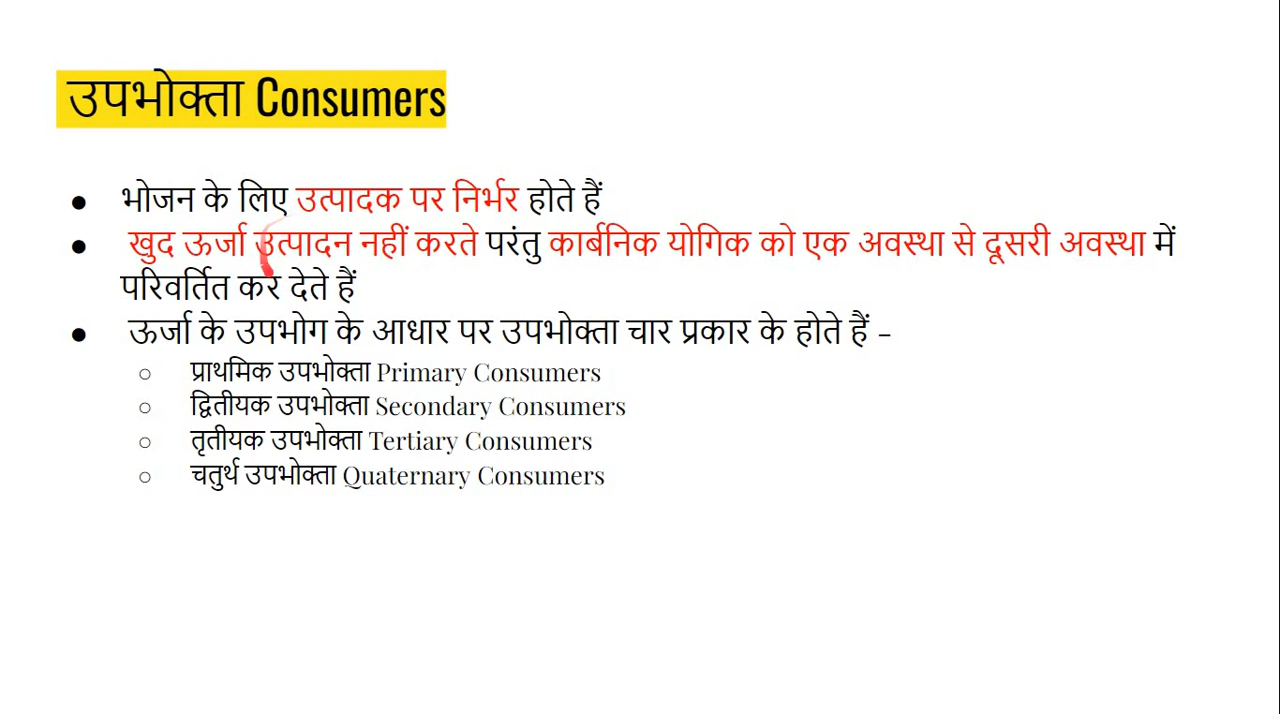 उपभोक्ता Consumers
● भोजन के लिए उत्पादक पर निर्भर होते हैं
● खुद ऊर्जा उत्पादन नहीं करते परंतु कार्बनिक योगिक को एक अवस्था से दूसरी अवस्था में
परिवर्तित कर देते हैं
● ऊर्जा के उपभोग के आधार पर उपभोक्ता चार प्रकार के होते हैं -
○ प्राथमिक उपभोक्ता Primary Consumers
○ द्वितीयक उपभोक्ता Secondary Consumers
○ तृतीयक उपभोक्ता Tertiary Consumers
○ चतुर्थ उपभोक्ता Quaternary Consumers